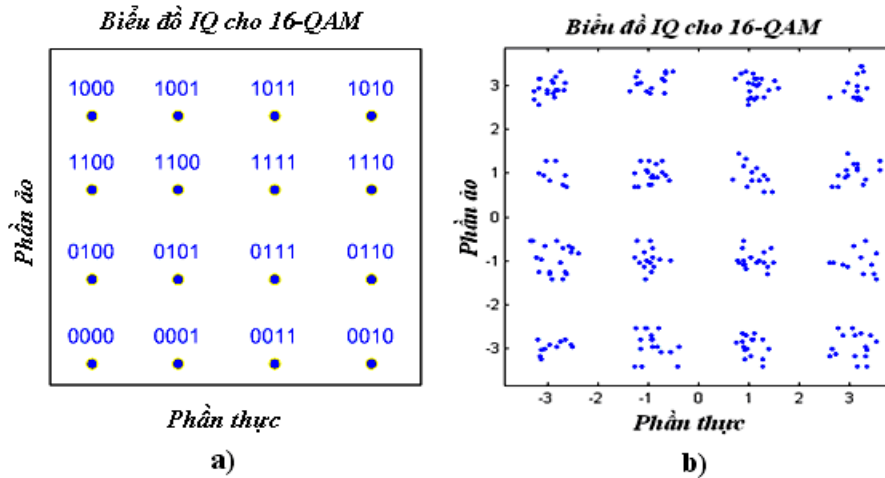 Biểu đồ IQ cho 16-QAM
1000 1001 1011 1010
1100 1100 1111 1110
0100 0101 0111 0110
0000 0001 0011 0010
Phần ảo
Phần thực
a)
Biểu đồ IQ cho 16-QAM
3
2
1
0
-1
-2
-3
-3 -2 -1 0 1 2 3
Phần ảo
Phần thực
b)